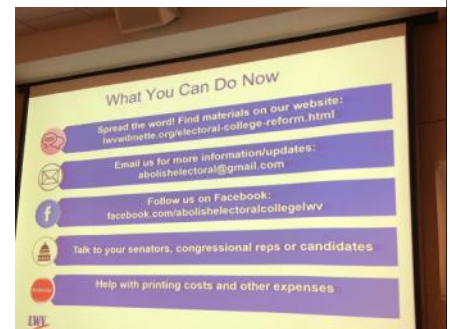 What You Can Do Now
Spread the word! Find materials on our website:
lwvwilmette.org/electoral-college-reform.html
Email us for more information/updates:
abolishelectoral@gmail.com
Follow us on Facebook:
f
facebook.com/abolishelectoralcollegelwv
Talk to your senators, congressional reps or candidates
Help with printing costs and other expenses
LWV